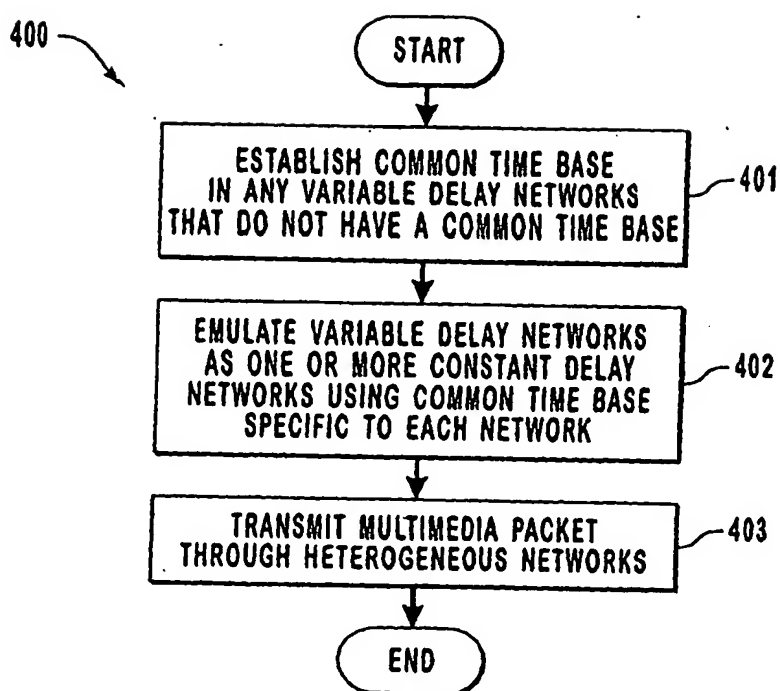 400
START
ESTABLISH COMMON TIME BASE
IN ANY VARIABLE DELAY NETWORKS
THAT DO NOT HAVE A COMMON TIME BASE
401
EMULATE VARIABLE DELAY NETWORKS
AS ONE OR MORE CONSTANT DELAY
NETWORKS USING COMMON TIME BASE
SPECIFIC TO EACH NETWORK
402
TRANSMIT MULTIMEDIA PACKET
THROUGH HETEROGENEOUS NETWORKS
403
END